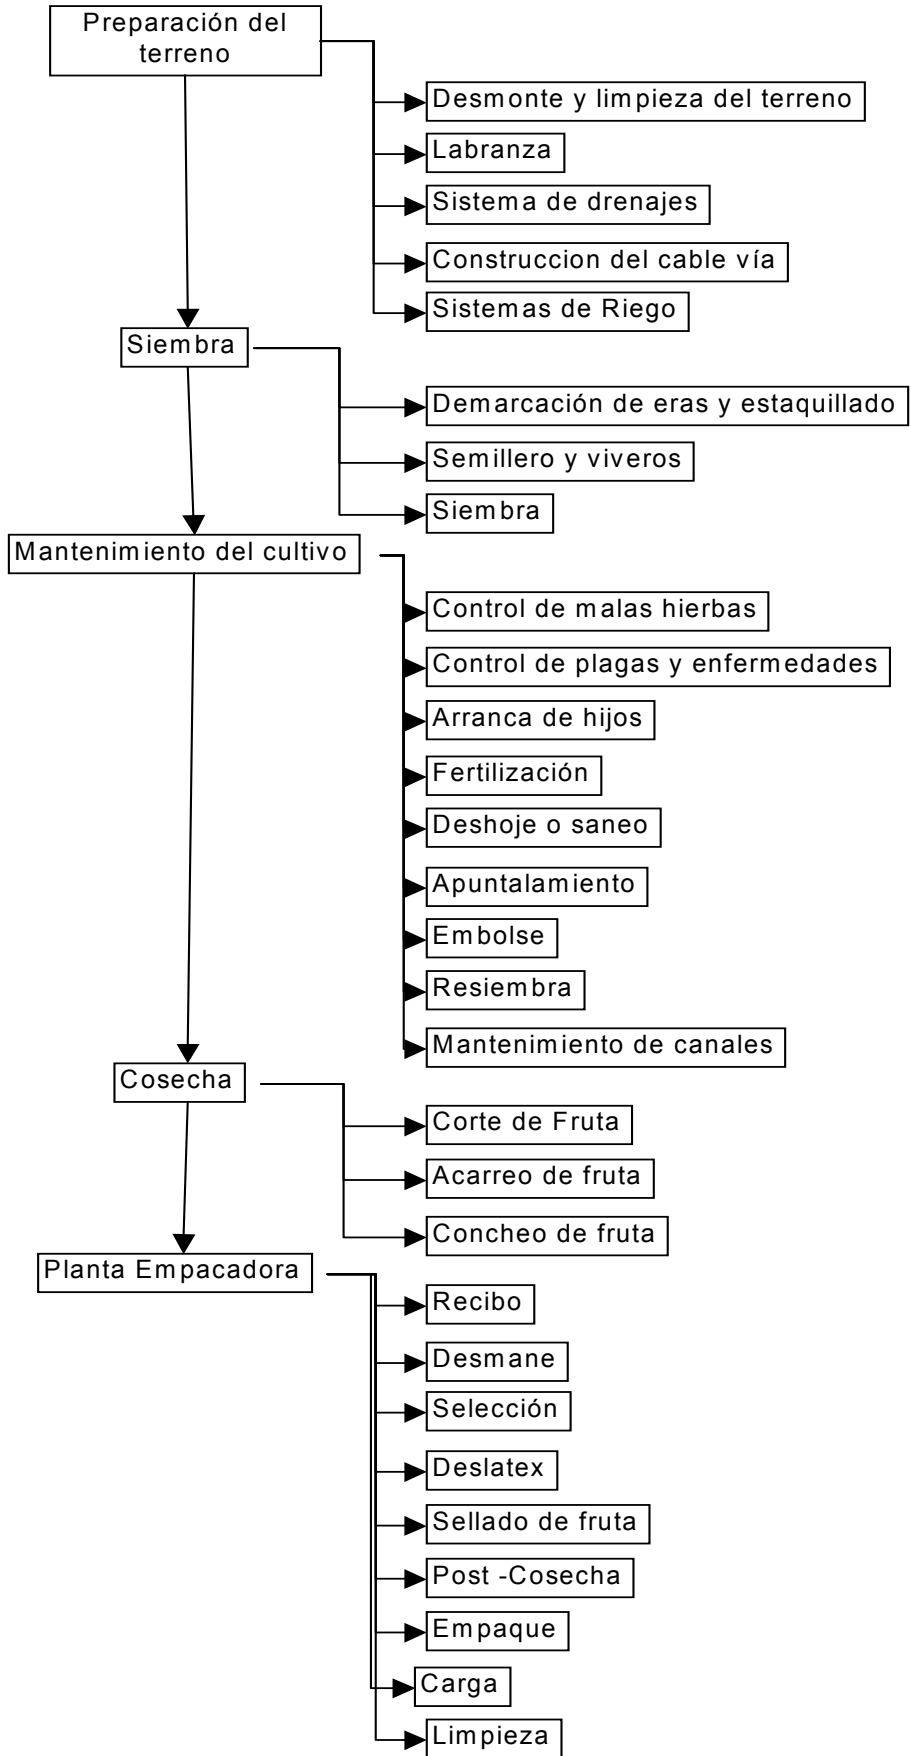 Preparación del
terreno
Desmonte y limpieza del terreno
Labranza
Sistema de drenajes
Construccion del cable vía
Sistemas de Riego
Siembra
Demarcación de eras y estaquillado
Semillero y viveros
Siembra
Mantenimiento del cultivo
Control de malas hierbas
Control de plagas y enfermedades
Arranca de hijos
Fertilización
Deshoje o saneo
Apuntalamiento
Embolse
Resiembra
Mantenimiento de canales
Cosecha
Corte de Fruta
Acarreo de fruta
Concheo de fruta
Planta Empacadora
Recibo
Desmane
Selección
Deslatex
Sellado de fruta
Post -Cosecha
Empaque
Carga
Limpieza